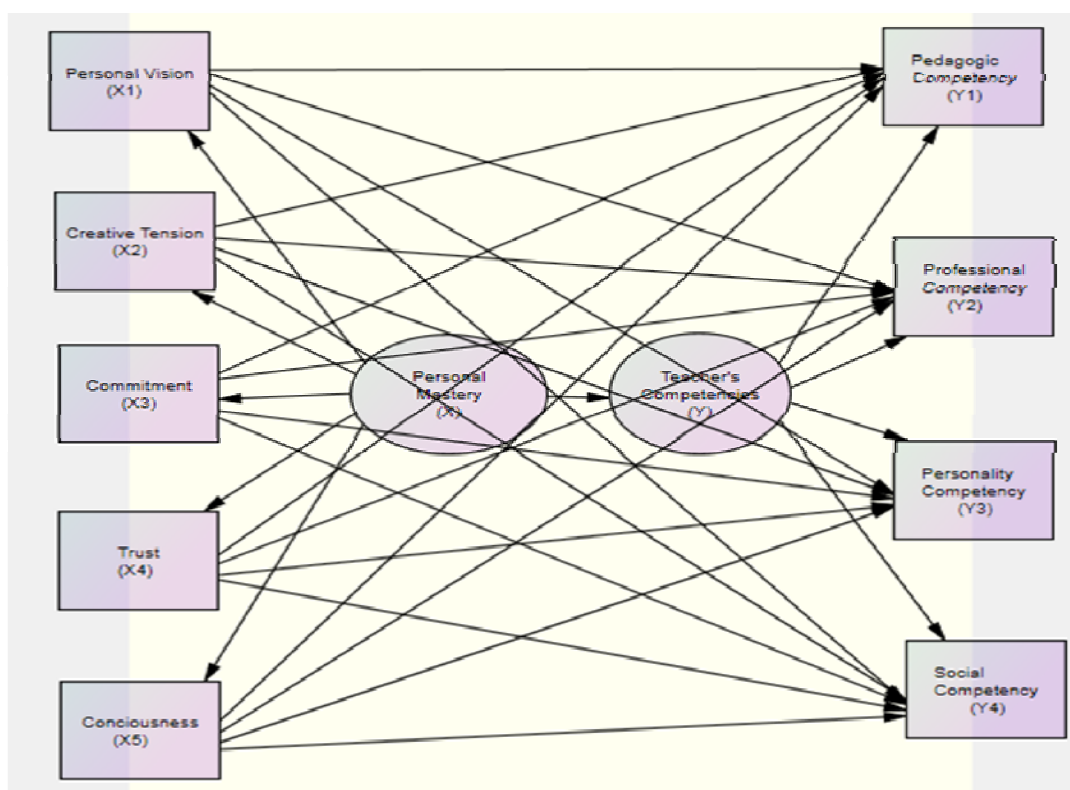 Personal Vision
(X1)
Creative Tension
(X2)
Commitment
(X3)
Trust
(X4)
Conciousness
(X5)
Personal
Mastery
(X)
Teacher's
Competencies
(Y)
Pedagogic
Competency
(Y1)
Professional
Competency
(Y2)
Personality
Competency
(Y3)
Social
Competency
(Y4)